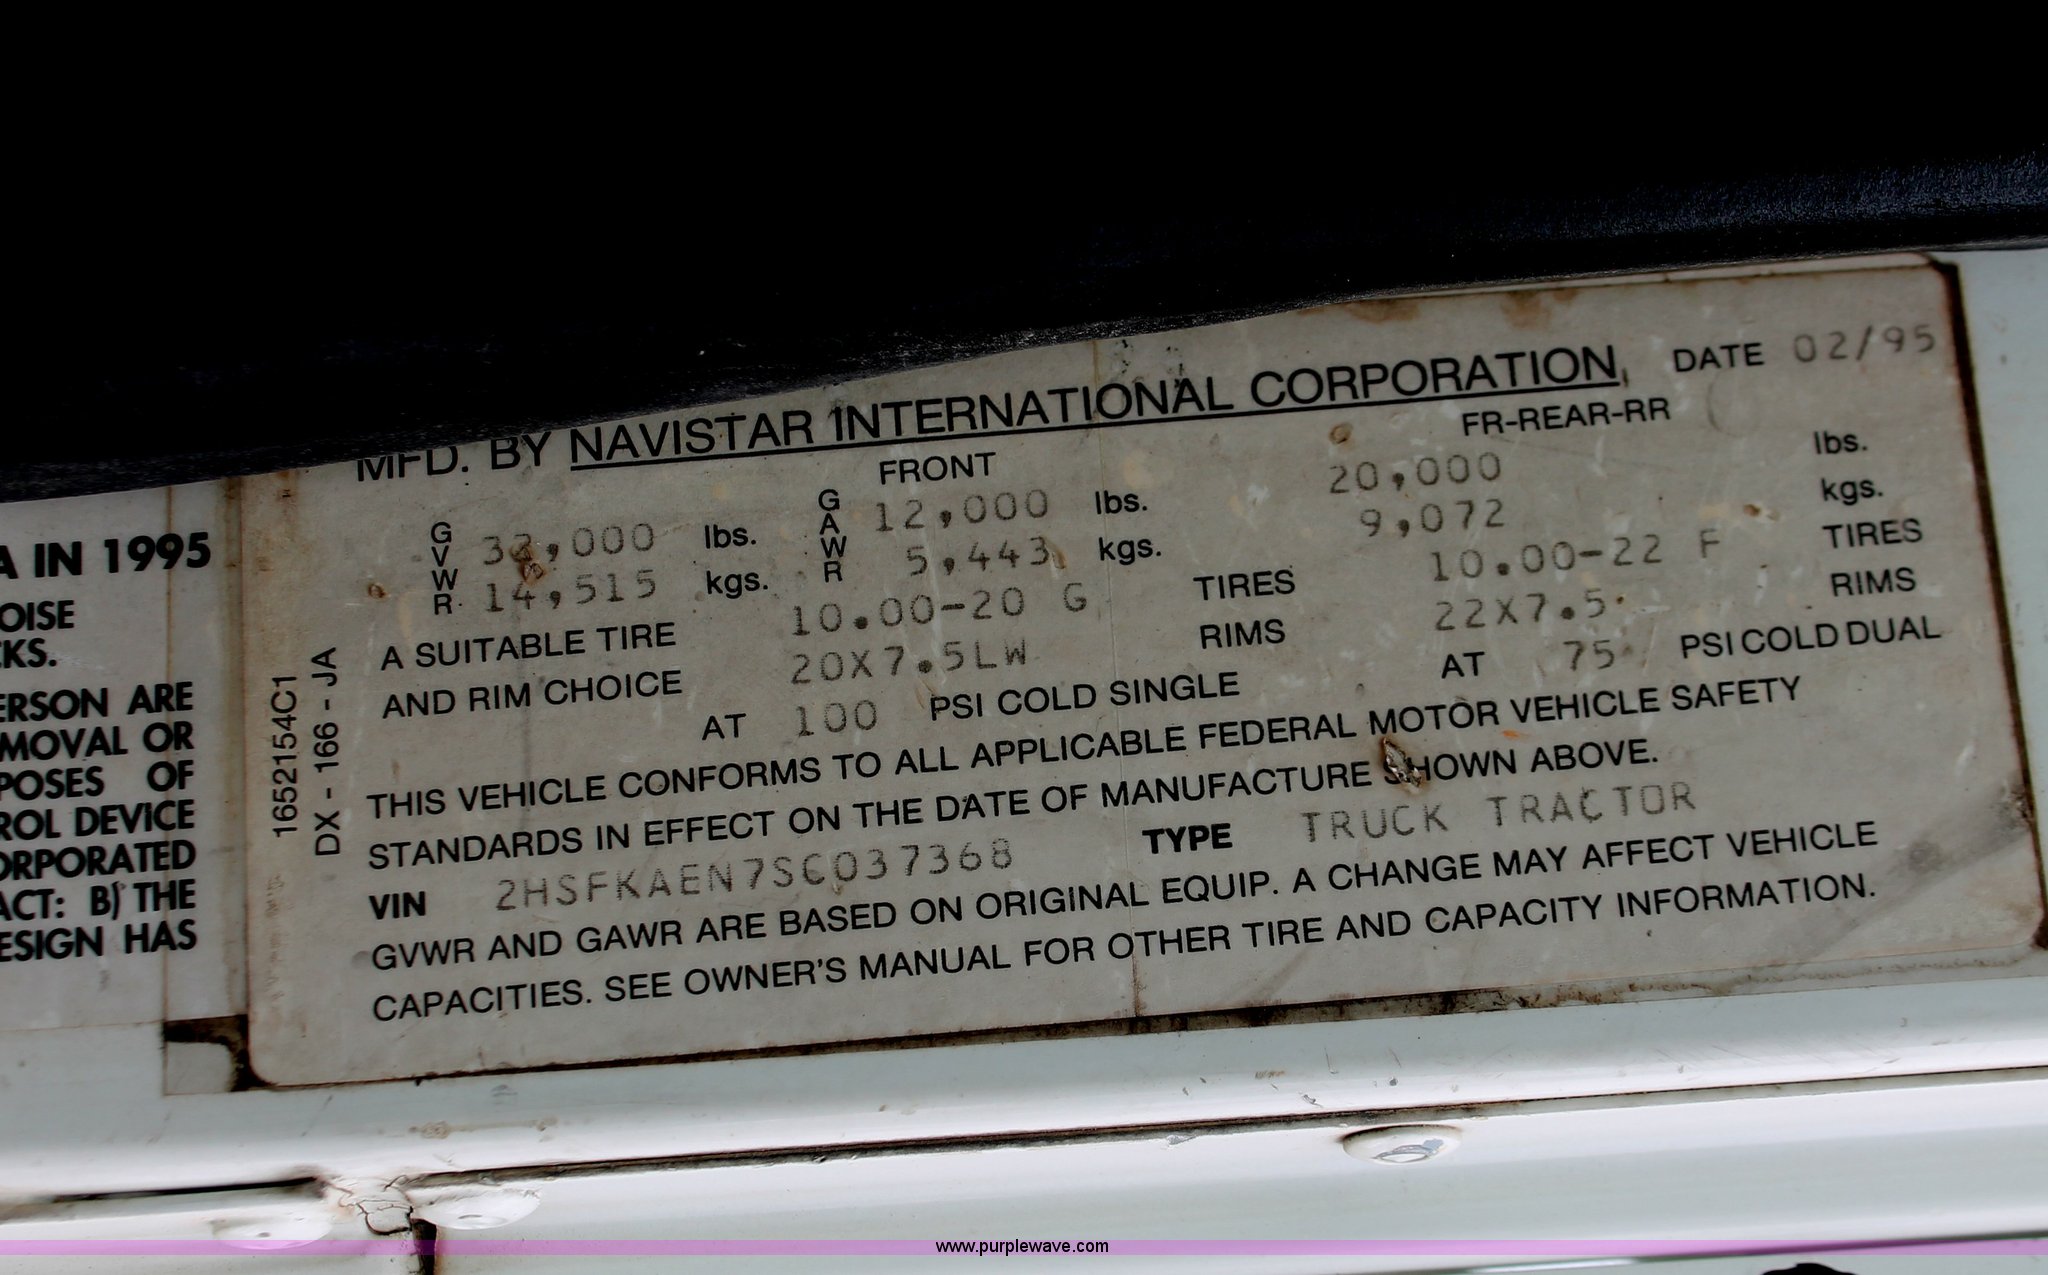 MFD. BY NAVISTAR INTERNATIONAL CORPORATION, DATE 02/95
FRONT FR-REAR-RR
GVWR 32,000 lbs. GAWR 12,000 lbs. 20,000 lbs.
14,515 kgs. 5,443 kgs. 9,072 kgs.
A SUITABLE TIRE 10.00-20 G TIRES 10.00-22 F TIRES
AND RIM CHOICE 20X7.5LW RIMS 22X7.5 RIMS
AT 100 PSI COLD SINGLE AT 75 PSI COLD DUAL
THIS VEHICLE CONFORMS TO ALL APPLICABLE FEDERAL MOTOR VEHICLE SAFETY
STANDARDS IN EFFECT ON THE DATE OF MANUFACTURE SHOWN ABOVE.
VIN 2HSFKAEN7SC037368 TYPE TRUCK TRACTOR
GVWR AND GAWR ARE BASED ON ORIGINAL EQUIP. A CHANGE MAY AFFECT VEHICLE
CAPACITIES. SEE OWNER'S MANUAL FOR OTHER TIRE AND CAPACITY INFORMATION.
1652154C1
DX - 166 - JA
A IN 1995
OISE
CKS.
ERSON ARE
MOVAL OR
POSES OF
ROL DEVICE
ORPORATED
ACT: B) THE
ESIGN HAS
www.purplewave.com